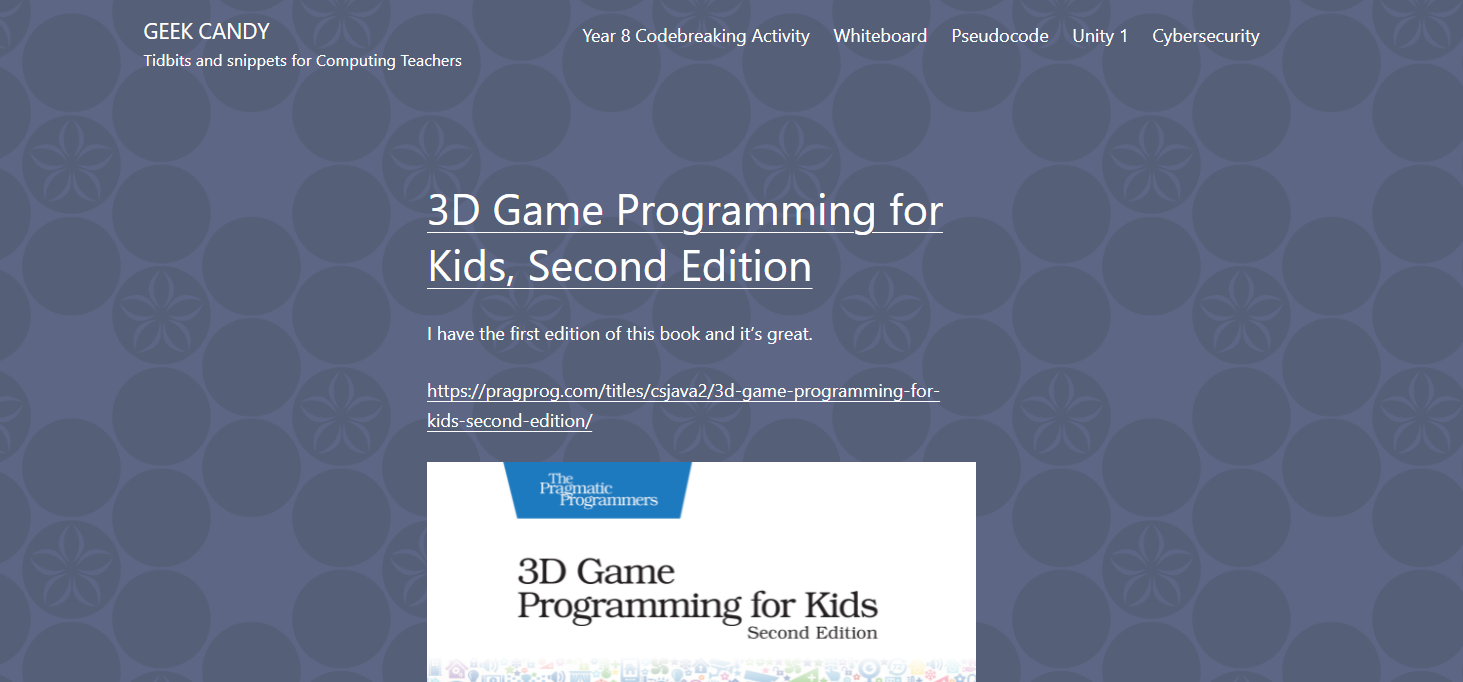 GEEK CANDY
Tidbits and snippets for Computing Teachers
Year 8 Codebreaking Activity Whiteboard Pseudocode Unity 1 Cybersecurity
3D Game Programming for
Kids, Second Edition
I have the first edition of this book and it’s great.
https://pragprog.com/titles/csjava2/3d-game-programming-for-
kids-second-edition/
The
Pragmatic
Programmers
3D Game
Programming for Kids
Second Edition